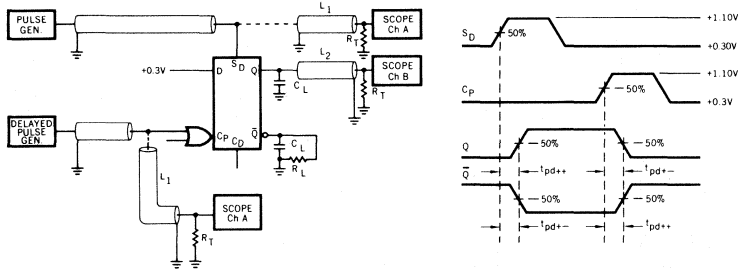 PULSE
GEN.
L1
RT
SCOPE
Ch A
L2
SCOPE
Ch B
RT
+0.3V
D
SD
Q
CL
DELAYED
PULSE
GEN.
CP
CD
Q̅
CL
RL
L1
SCOPE
Ch A
RT
SD
50%
+1.10V
+0.30V
CP
50%
+1.10V
+0.3V
Q
50%
50%
tpd++
tpd+-
Q̅
50%
50%
tpd+-
tpd++